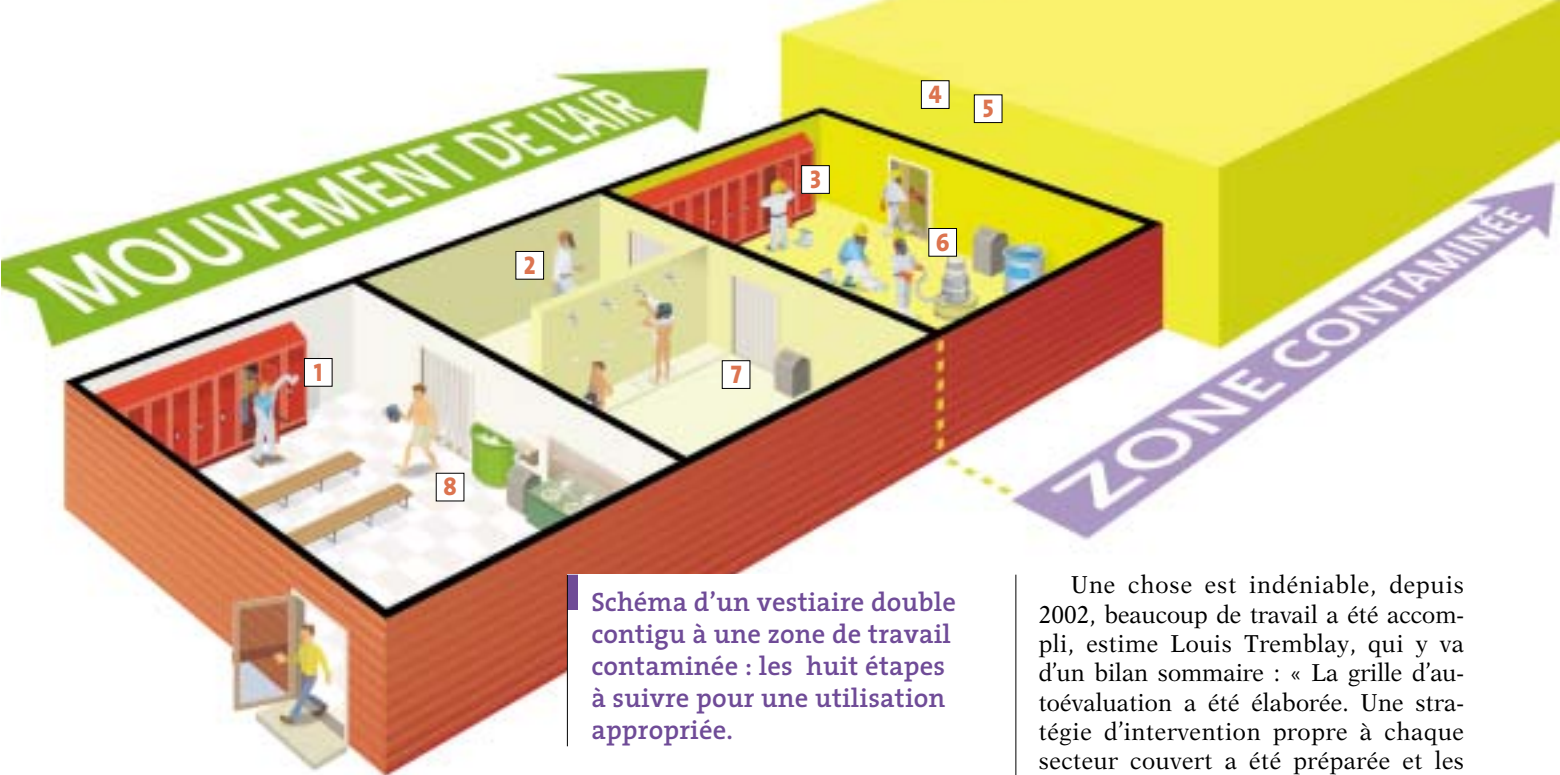 MOUVEMENT DE L'AIR
4
5
3
6
2
1
7
8
ZONE CONTAMINÉE
Schéma d'un vestiaire double
contigu à une zone de travail
contaminée : les huit étapes
à suivre pour une utilisation
appropriée.
Une chose est indéniable, depuis
2002, beaucoup de travail a été accom-
pli, estime Louis Tremblay, qui y va
d'un bilan sommaire : « La grille d'au-
toévaluation a été élaborée. Une stra-
tégie d'intervention propre à chaque
secteur couvert a été préparée et les